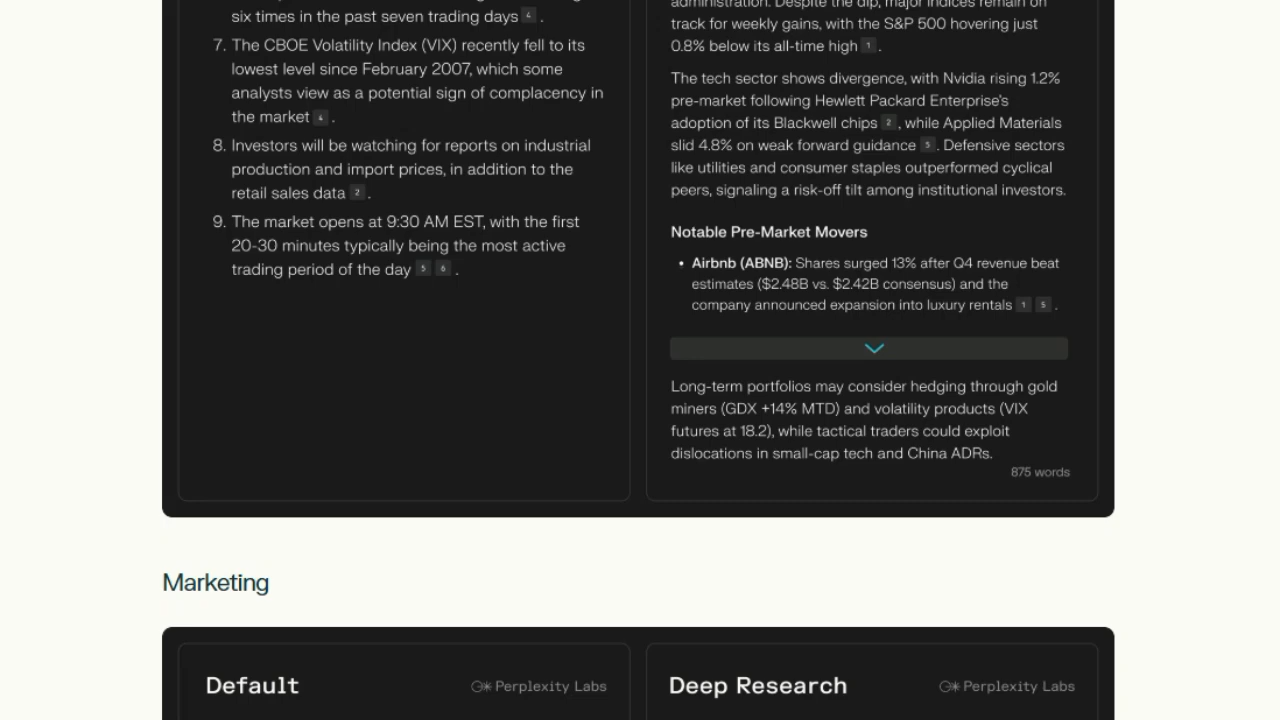 six times in the past seven trading days 4 .
7. The CBOE Volatility Index (VIX) recently fell to its
lowest level since February 2007, which some
analysts view as a potential sign of complacency in
the market 4 .
8. Investors will be watching for reports on industrial
production and import prices, in addition to the
retail sales data 2 .
9. The market opens at 9:30 AM EST, with the first
20-30 minutes typically being the most active
trading period of the day 5 6 .
administration. Despite the dip, major indices remain on
track for weekly gains, with the S&P 500 hovering just
0.8% below its all-time high 1 .
The tech sector shows divergence, with Nvidia rising 1.2%
pre-market following Hewlett Packard Enterprise's
adoption of its Blackwell chips 2 , while Applied Materials
slid 4.8% on weak forward guidance 5 . Defensive sectors
like utilities and consumer staples outperformed cyclical
peers, signaling a risk-off tilt among institutional investors.
Notable Pre-Market Movers
• Airbnb (ABNB): Shares surged 13% after Q4 revenue beat
estimates ($2.48B vs. $2.42B consensus) and the
company announced expansion into luxury rentals 1 5 .
Long-term portfolios may consider hedging through gold
miners (GDX +14% MTD) and volatility products (VIX
futures at 18.2), while tactical traders could exploit
dislocations in small-cap tech and China ADRs.
875 words
Marketing
Default
Perplexity Labs
Deep Research
Perplexity Labs